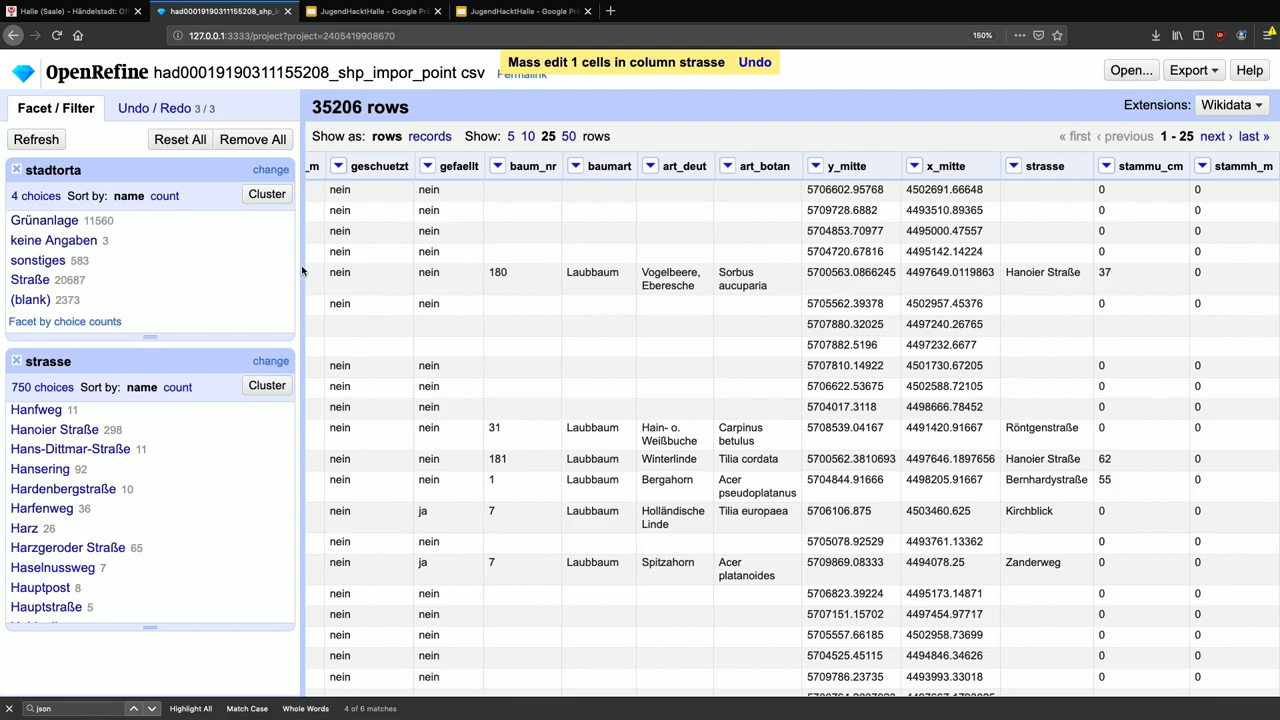 Halle (Saale) – Händelstadt: Of
had00019190311155208_shp_i
JugendHacktHalle - Google Pr
JugendHacktHalle - Google Pr
127.0.0.1:3333/project?project=2405419908670
150%
OpenRefine had00019190311155208_shp_impor_point csv
Permalink
Mass edit 1 cells in column strasse Undo
Open... Export Help
Facet / Filter Undo / Redo 3 / 3
35206 rows
Extensions: Wikidata
Refresh Reset All Remove All
Show as: rows records Show: 5 10 25 50 rows
« first ‹ previous 1 - 25 next › last »
stadtorta change
4 choices Sort by: name count Cluster
Grünanlage 11560
keine Angaben 3
sonstiges 583
Straße 20687
(blank) 2373
Facet by choice counts
strasse change
750 choices Sort by: name count Cluster
Hanfweg 11
Hanoier Straße 298
Hans-Dittmar-Straße 11
Hansering 92
Hardenbergstraße 10
Harfenweg 36
Harz 26
Harzgeroder Straße 65
Haselnussweg 7
Hauptpost 8
Hauptstraße 5
_m geschuetzt gefaellt baum_nr baumart art_deut art_botan y_mitte x_mitte strasse stammu_cm stammh_m
nein nein 5706602.95768 4502691.66648 0 0
nein nein 5709728.6882 4493510.89365 0 0
nein nein 5704853.70977 4495000.47557 0 0
nein nein 5704720.67816 4495142.14224 0 0
nein nein 180 Laubbaum Vogelbeere, Sorbus 5700563.0866245 4497649.0119863 Hanoier Straße 37 0
Eberesche aucuparia
nein nein 5705562.39378 4502957.45376 0 0
5707880.32025 4497240.26765
5707882.5196 4497232.6677
nein nein 5707810.14922 4501730.67205 0 0
nein nein 5706622.53675 4502588.72105 0 0
nein nein 5704017.3118 4498666.78452 0 0
nein nein 31 Laubbaum Hain- o. Carpinus 5708539.04167 4491420.91667 Röntgenstraße 0 0
Weißbuche betulus
nein nein 181 Laubbaum Winterlinde Tilia cordata 5700562.3810693 4497646.1897656 Hanoier Straße 62 0
nein nein 1 Laubbaum Bergahorn Acer 5704844.91666 4498205.91667 Bernhardystraße 55 0
pseudoplatanus
nein ja 7 Laubbaum Holländische Tilia europaea 5706106.875 4503460.625 Kirchblick 0 0
Linde
nein nein 5705078.92529 4493761.13362 0 0
nein ja 7 Laubbaum Spitzahorn Acer 5709869.08333 4494078.25 Zanderweg 0 0
platanoides
nein nein 5706823.39224 4495173.14871 0 0
nein nein 5707151.15702 4497454.97717 0 0
nein nein 5705557.66185 4502958.73699 0 0
nein nein 5704525.45115 4494846.34626 0 0
nein nein 5709786.23735 4493993.33018 0 0
json Highlight All Match Case Whole Words 4 of 6 matches